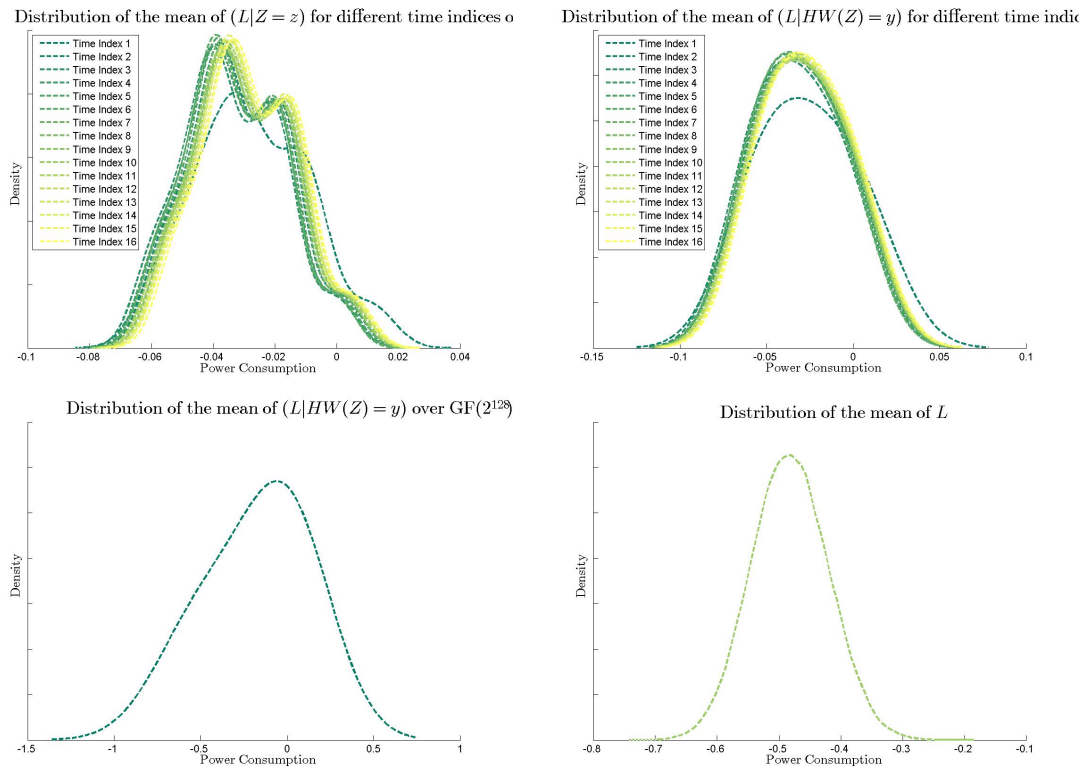 Distribution of the mean of (L|Z = z) for different time indices o
Time Index 1
Time Index 2
Time Index 3
Time Index 4
Time Index 5
Time Index 6
Time Index 7
Time Index 8
Time Index 9
Time Index 10
Time Index 11
Time Index 12
Time Index 13
Time Index 14
Time Index 15
Time Index 16
Density
-0.1 -0.08 -0.06 -0.04 -0.02 0 0.02 0.04
Power Consumption
Distribution of the mean of (L|HW(Z) = y) for different time indic
Time Index 1
Time Index 2
Time Index 3
Time Index 4
Time Index 5
Time Index 6
Time Index 7
Time Index 8
Time Index 9
Time Index 10
Time Index 11
Time Index 12
Time Index 13
Time Index 14
Time Index 15
Time Index 16
Density
-0.15 -0.1 -0.05 0 0.05 0.1
Power Consumption
Distribution of the mean of (L|HW(Z) = y) over GF(2¹²⁸)
Density
-1.5 -1 -0.5 0 0.5 1
Power Consumption
Distribution of the mean of L
Density
-0.8 -0.7 -0.6 -0.5 -0.4 -0.3 -0.2 -0.1
Power Consumption